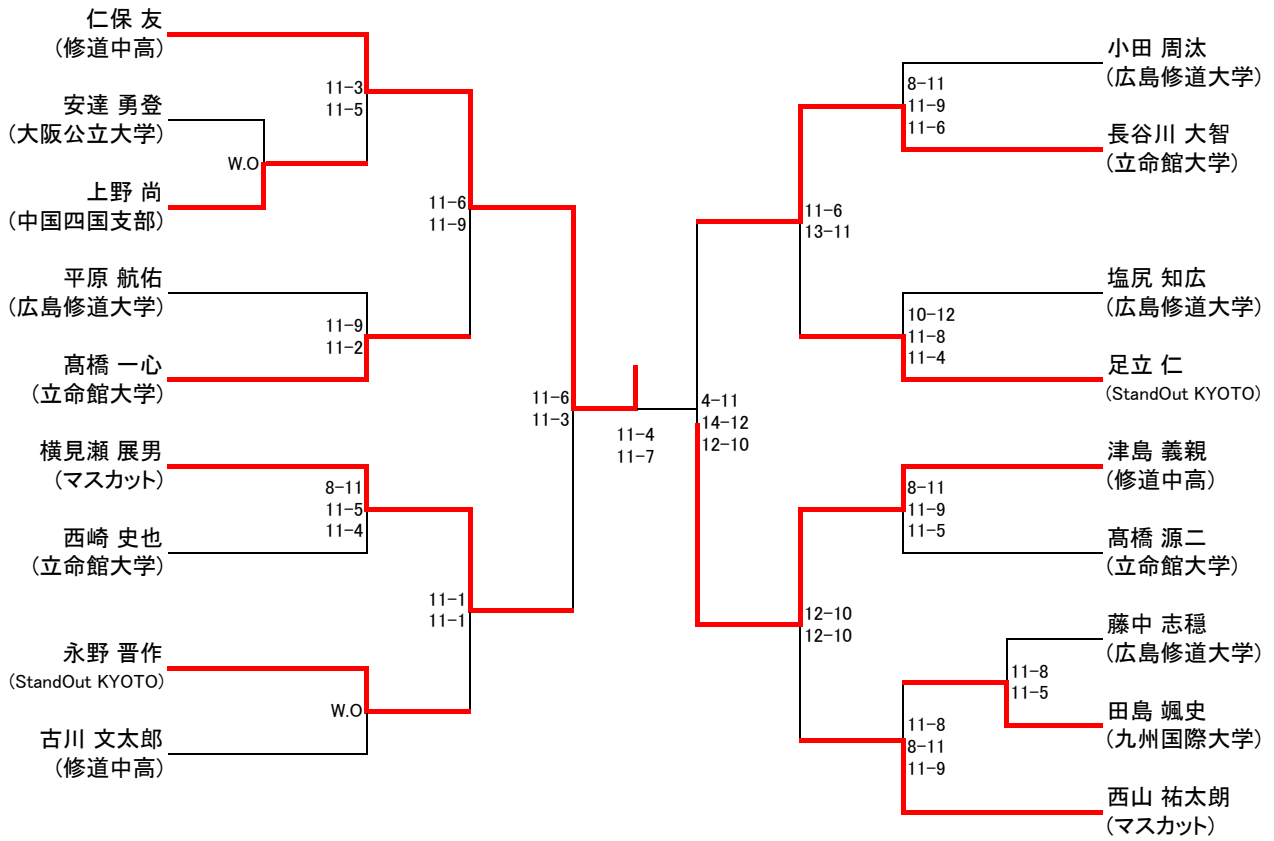 仁保 友
(修道中高)
安達 勇登
(大阪公立大学)
上野 尚
(中国四国支部)
平原 航佑
(広島修道大学)
髙橋 一心
(立命館大学)
横見瀬 展男
(マスカット)
西崎 史也
(立命館大学)
永野 晋作
(StandOut KYOTO)
古川 文太郎
(修道中高)
W.O
11-3
11-5
11-9
11-2
8-11
11-5
11-4
W.O
11-6
11-9
11-1
11-1
11-6
11-3
11-4
11-7
4-11
14-12
12-10
11-6
13-11
12-10
12-10
8-11
11-9
11-6
10-12
11-8
11-4
8-11
11-9
11-5
11-8
8-11
11-9
11-8
11-5
小田 周汰
(広島修道大学)
長谷川 大智
(立命館大学)
塩尻 知広
(広島修道大学)
足立 仁
(StandOut KYOTO)
津島 義親
(修道中高)
髙橋 源二
(立命館大学)
藤中 志穏
(広島修道大学)
田島 颯史
(九州国際大学)
西山 祐太朗
(マスカット)